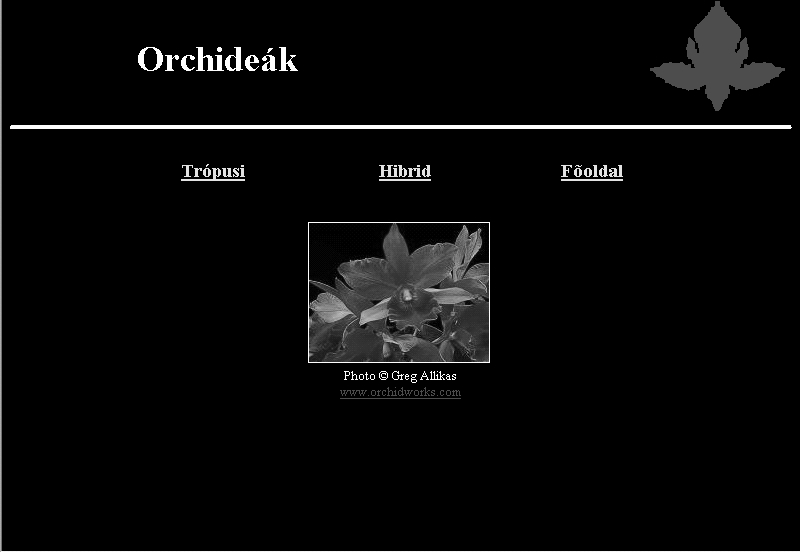 Orchideák
Trópusi Hibrid Fõoldal
Photo © Greg Allikas
www.orchidworks.com